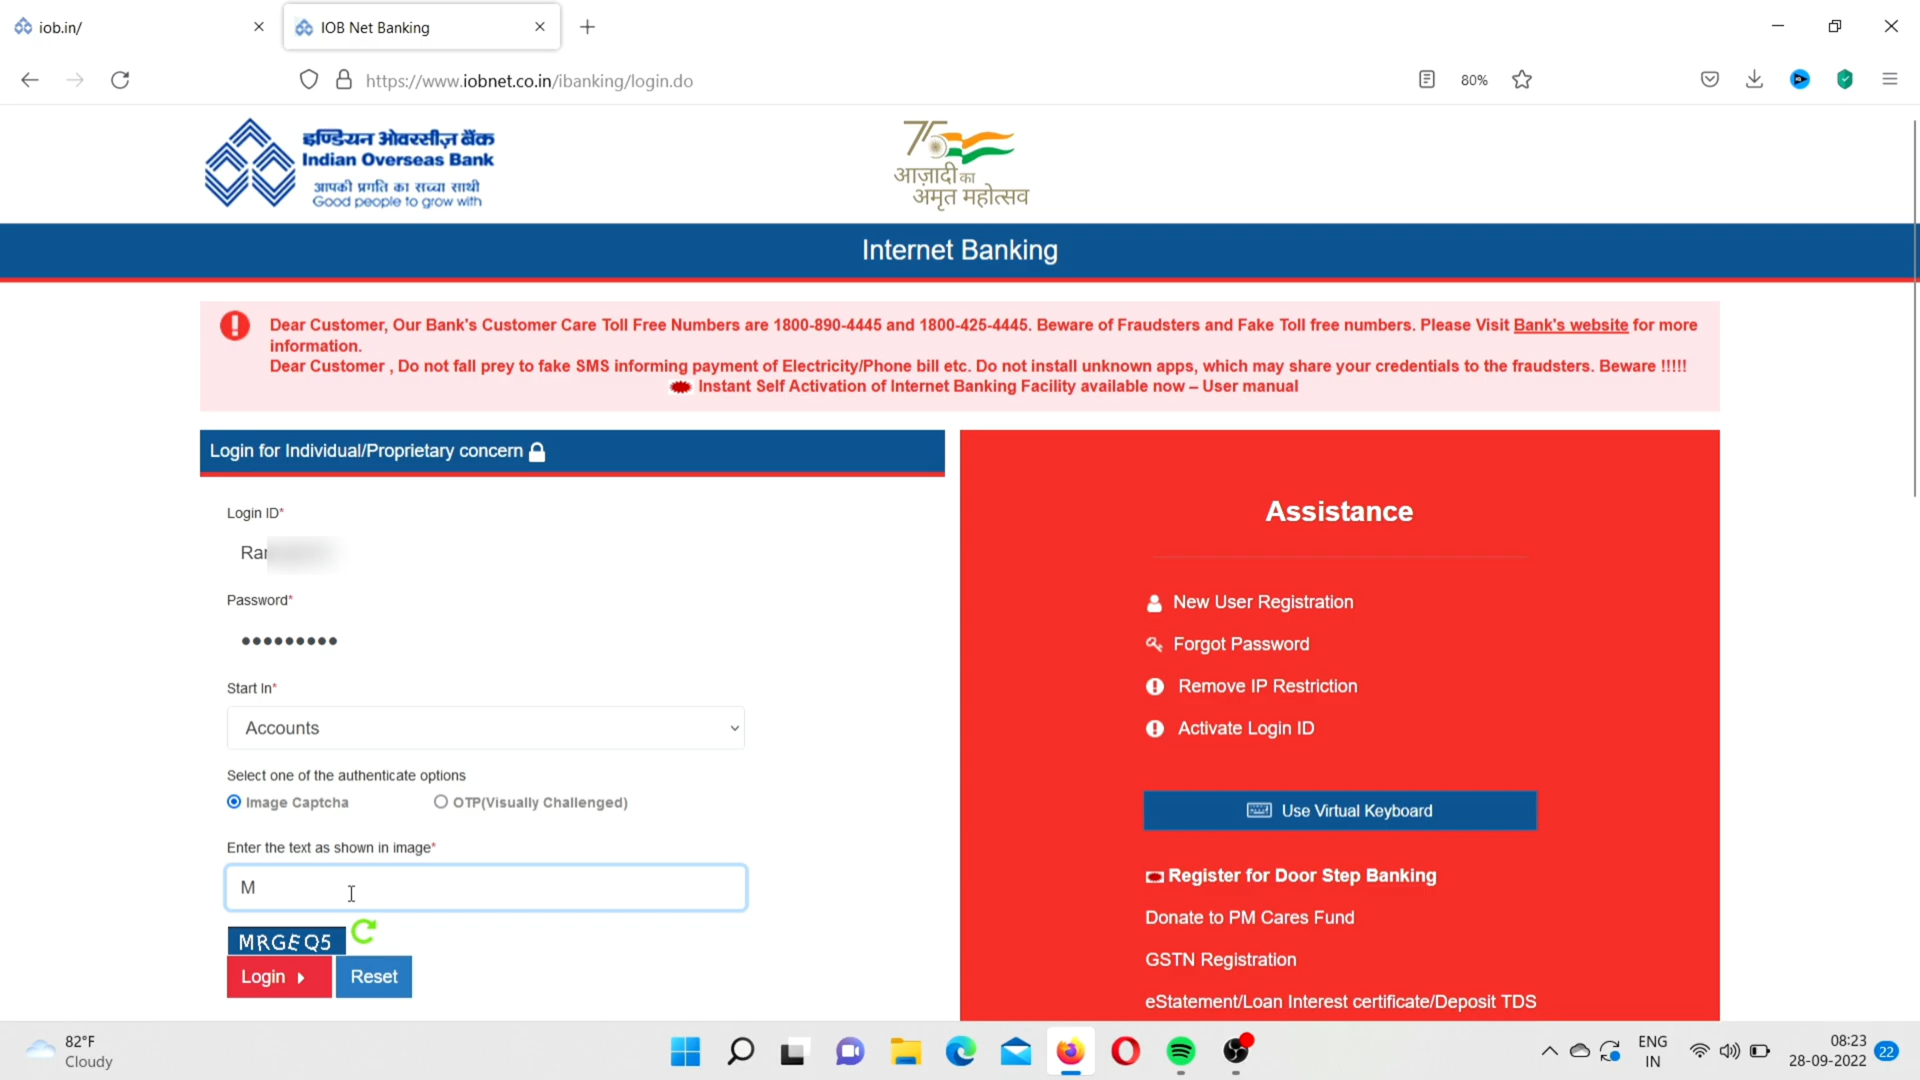 iob.in/
IOB Net Banking
https://www.iobnet.co.in/ibanking/login.do
80%
इण्डियन ओवरसीज़ बैंक
Indian Overseas Bank
आपकी प्रगति का सच्चा साथी
Good people to grow with
75
आज़ादी का
अमृत महोत्सव
Internet Banking
Dear Customer, Our Bank's Customer Care Toll Free Numbers are 1800-890-4445 and 1800-425-4445. Beware of Fraudsters and Fake Toll free numbers. Please Visit Bank's website for more
information.
Dear Customer , Do not fall prey to fake SMS informing payment of Electricity/Phone bill etc. Do not install unknown apps, which may share your credentials to the fraudsters. Beware !!!!!
Instant Self Activation of Internet Banking Facility available now – User manual
Login for Individual/Proprietary concern
Login ID*
Password*
Start In*
Accounts
Select one of the authenticate options
Image Captcha
OTP(Visually Challenged)
Enter the text as shown in image*
M
MRGEQ5
Login
Reset
Assistance
New User Registration
Forgot Password
Remove IP Restriction
Activate Login ID
Use Virtual Keyboard
Register for Door Step Banking
Donate to PM Cares Fund
GSTN Registration
eStatement/Loan Interest certificate/Deposit TDS
82°F
Cloudy
ENG
IN
08:23
28-09-2022
22